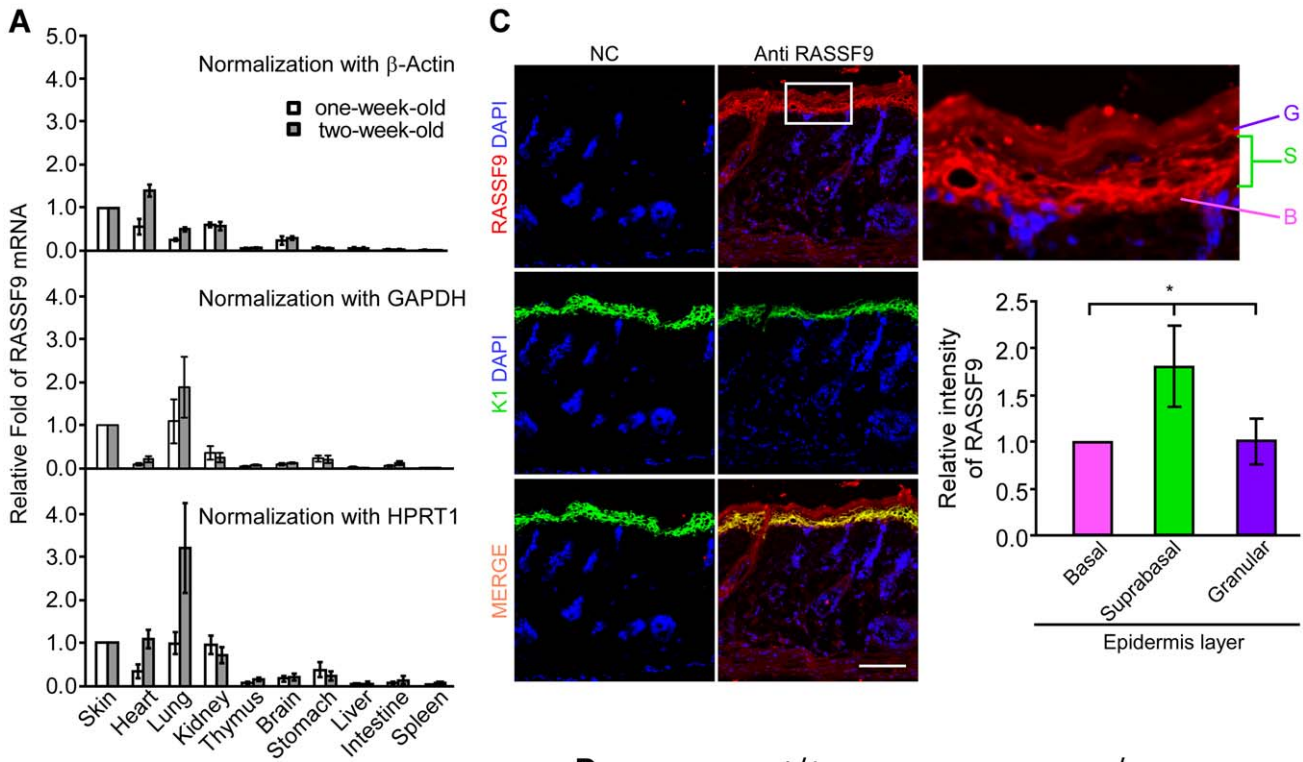 A
5.0
4.0
3.0
2.0
1.0
0.0
Normalization with β-Actin
one-week-old
two-week-old
4.0
3.0
2.0
1.0
0.0
Normalization with GAPDH
4.0
3.0
2.0
1.0
0.0
Normalization with HPRT1
Relative Fold of RASSF9 mRNA
Skin
Heart
Lung
Kidney
Thymus
Brain
Stomach
Liver
Intestine
Spleen
C
NC
Anti RASSF9
RASSF9 DAPI
K1 DAPI
MERGE
G
S
B
2.5
2.0
1.5
1.0
0.5
0.0
*
Relative intensity
of RASSF9
Basal
Suprabasal
Granular
Epidermis layer